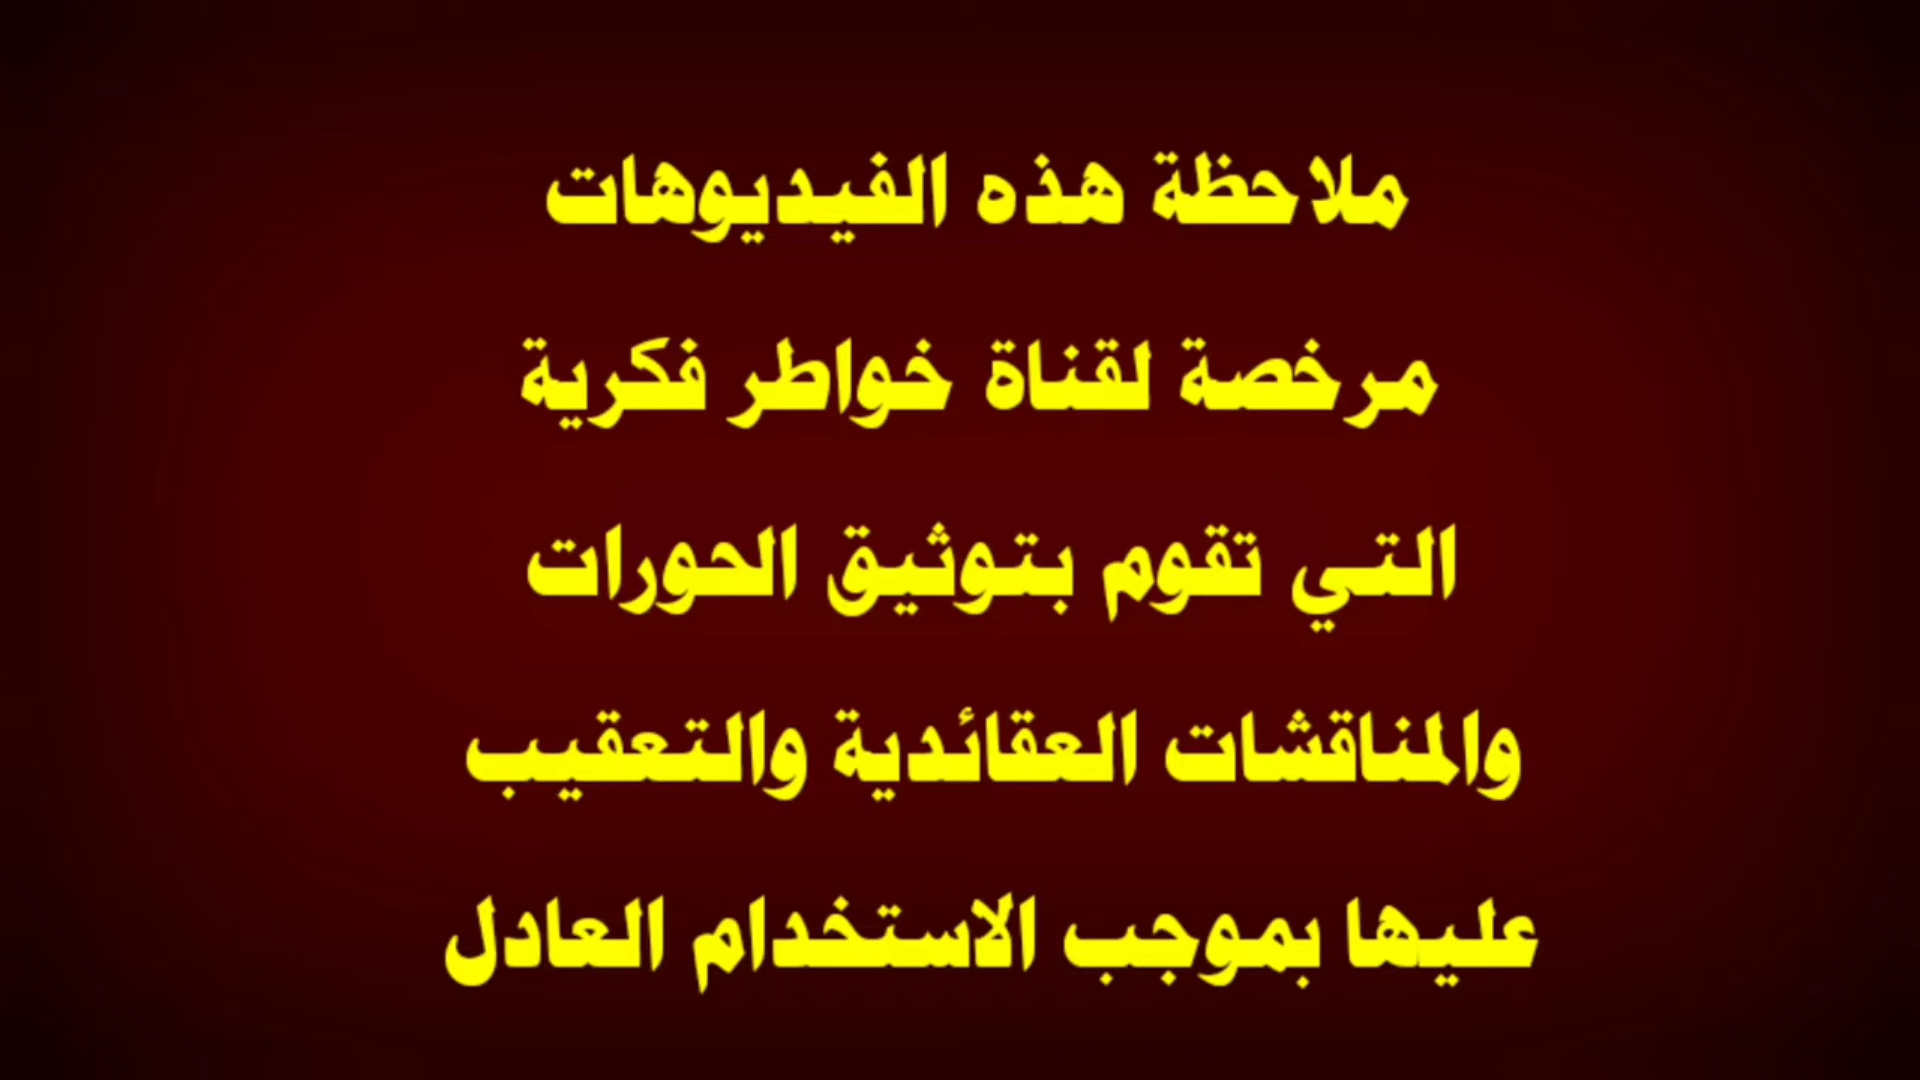 ملاحظة هذه الفيديوهات
مرخصة لقناة خواطر فكرية
التي تقوم بتوثيق الحورات
والمناقشات العقائدية والتعقيب
عليها بموجب الاستخدام العادل